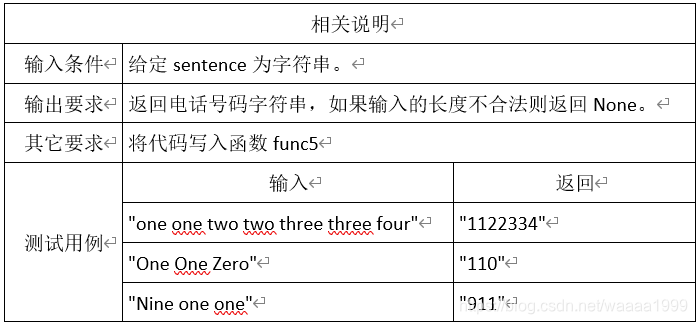 相关说明
输入条件 给定 sentence 为字符串。
输出要求 返回电话号码字符串，如果输入的长度不合法则返回 None。
其它要求 将代码写入函数 func5
输入 返回
测试用例
"one one two two three three four" "1122334"
"One One Zero" "110"
"Nine one one" "911"
https://blog.csdn.net/waaaa1999